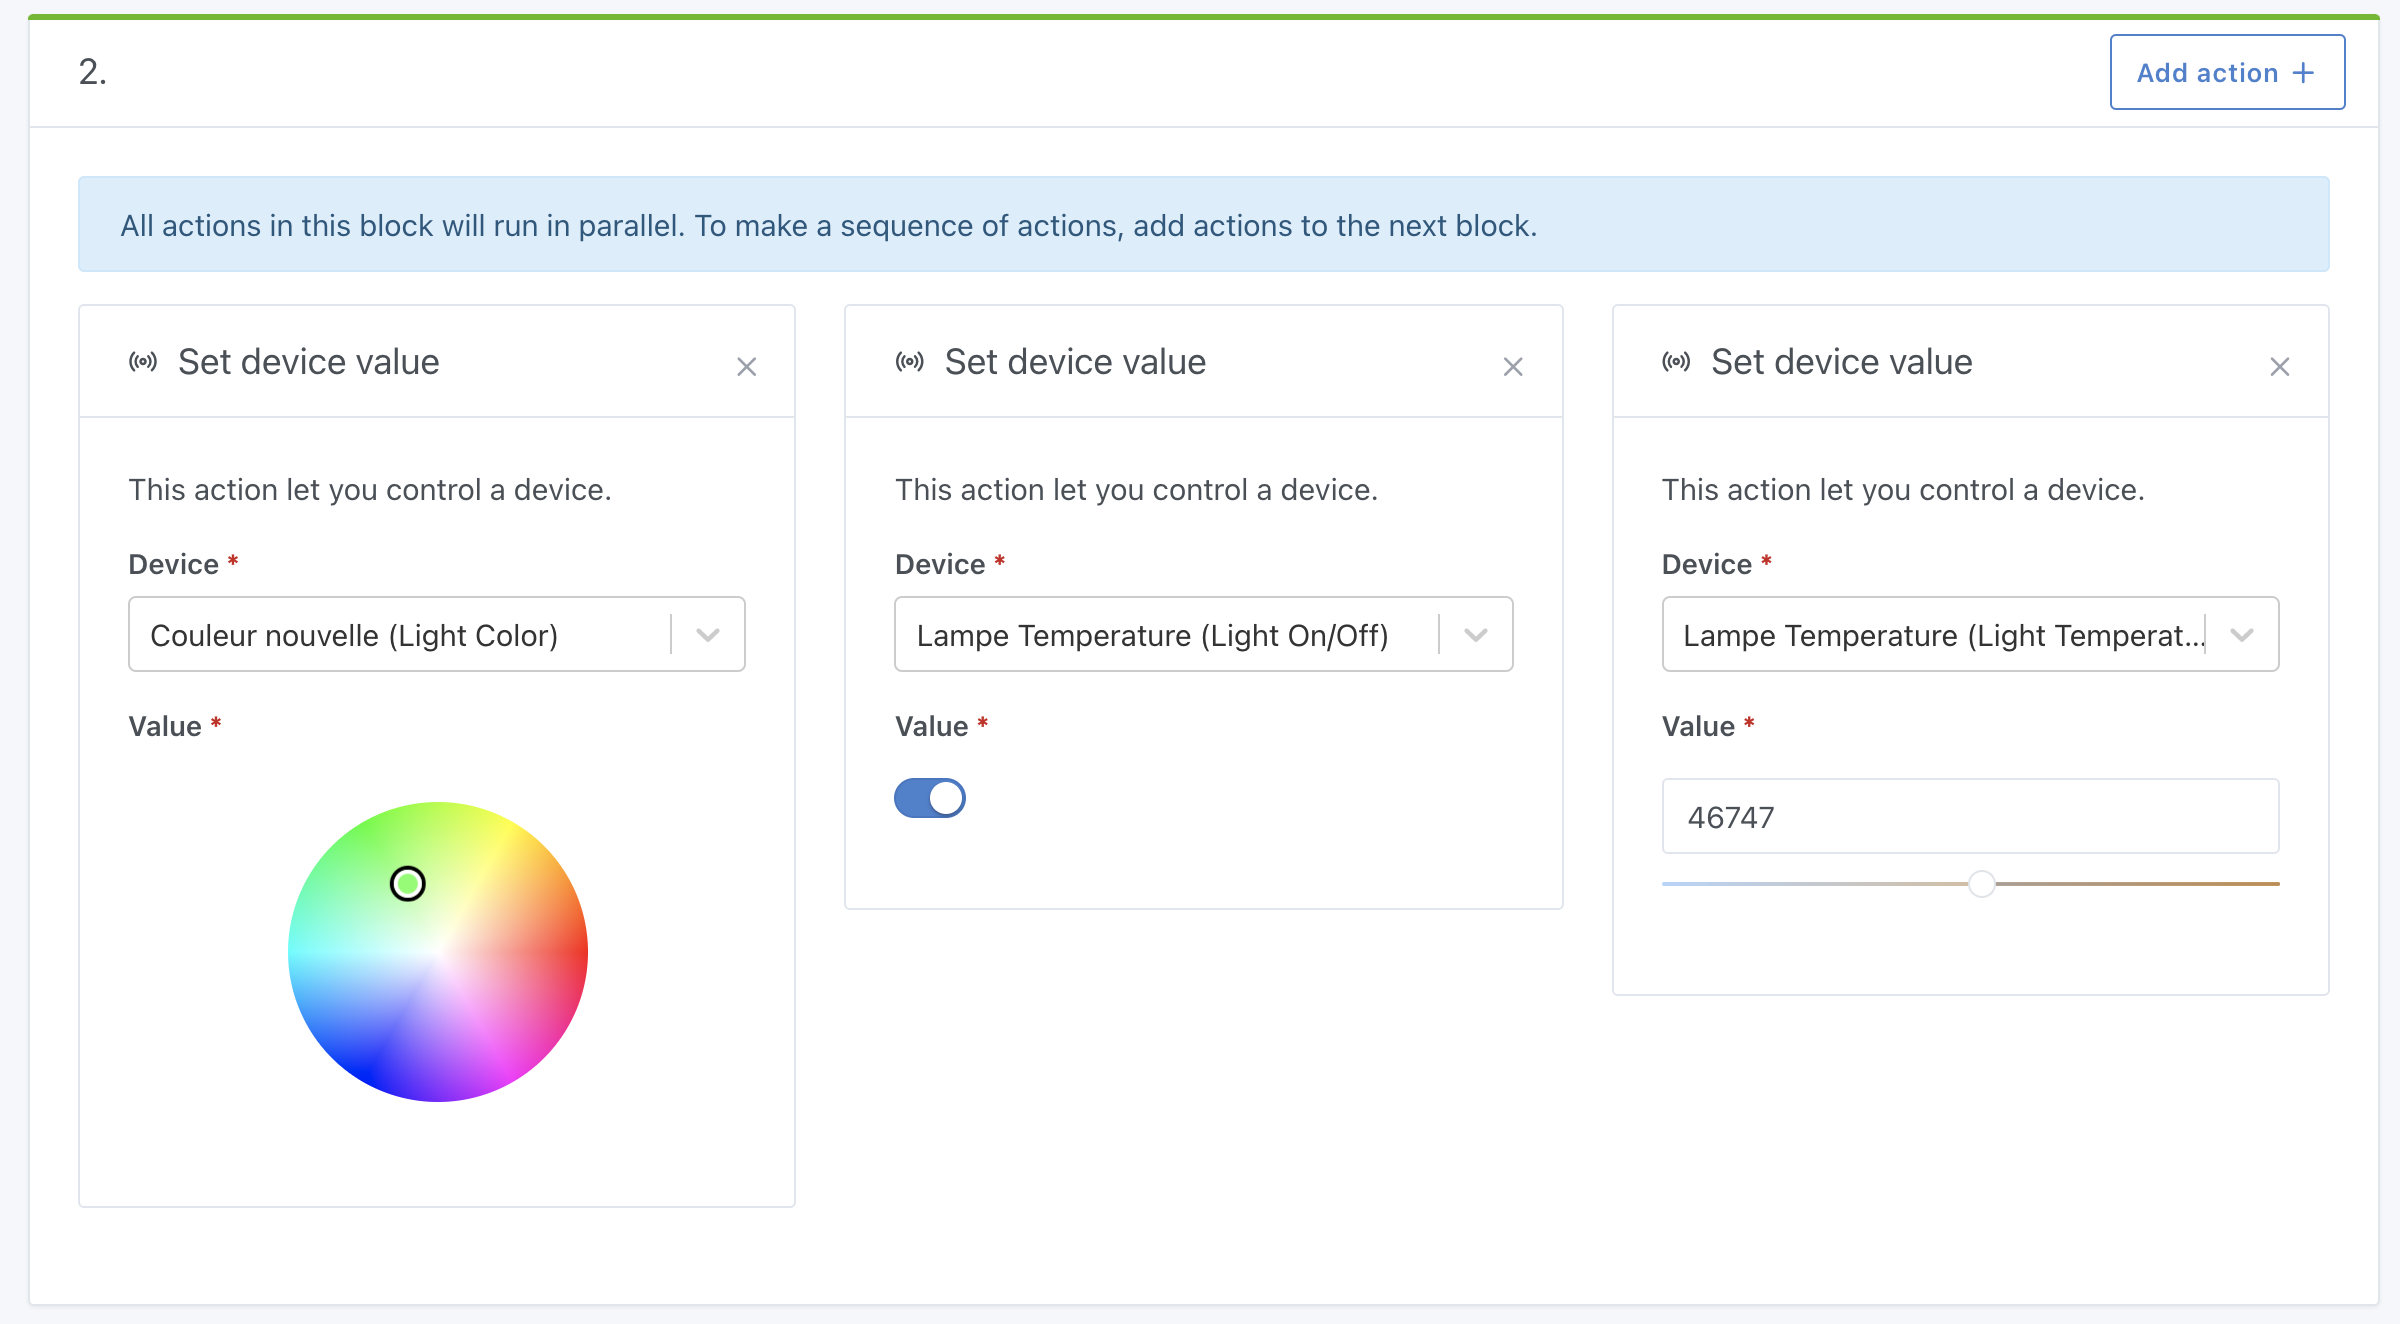 2.
Add action +
All actions in this block will run in parallel. To make a sequence of actions, add actions to the next block.
Set device value
This action let you control a device.
Device *
Couleur nouvelle (Light Color)
Value *
Set device value
This action let you control a device.
Device *
Lampe Temperature (Light On/Off)
Value *
Set device value
This action let you control a device.
Device *
Lampe Temperature (Light Temperat...
Value *
46747